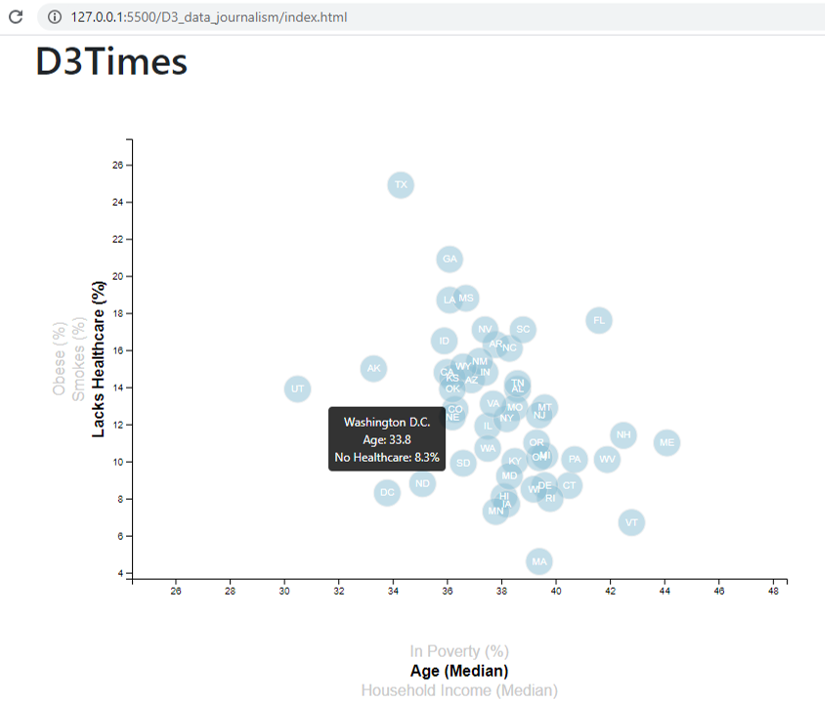 127.0.0.1:5500/D3_data_journalism/index.html
D3Times
26
24
22
20
18
16
14
12
10
8
6
4
Obese (%)
Smokes (%)
Lacks Healthcare (%)
TX
GA
LA MS
FL
NV SC
ID AR NC
AK CA WY NM
KS AZ IN
UT OK TN
AL
CO VA MO MT
NE NY NJ
IL
Washington D.C.
Age: 33.8
No Healthcare: 8.3%
WA OR NH ME
SD KY OH MI PA WV
MD
DC ND WI DE CT
HI RI
IA
MN
VT
MA
26 28 30 32 34 36 38 40 42 44 46 48
In Poverty (%)
Age (Median)
Household Income (Median)